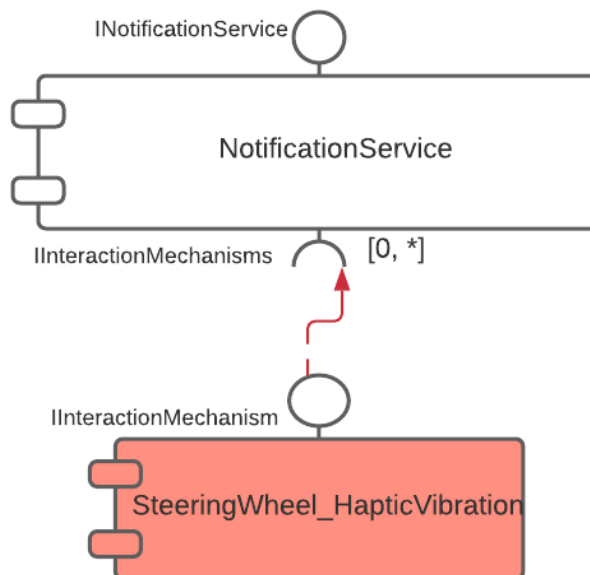 INotificationService
NotificationService
IInteractionMechanisms
[0, *]
IInteractionMechanism
SteeringWheel_HapticVibration